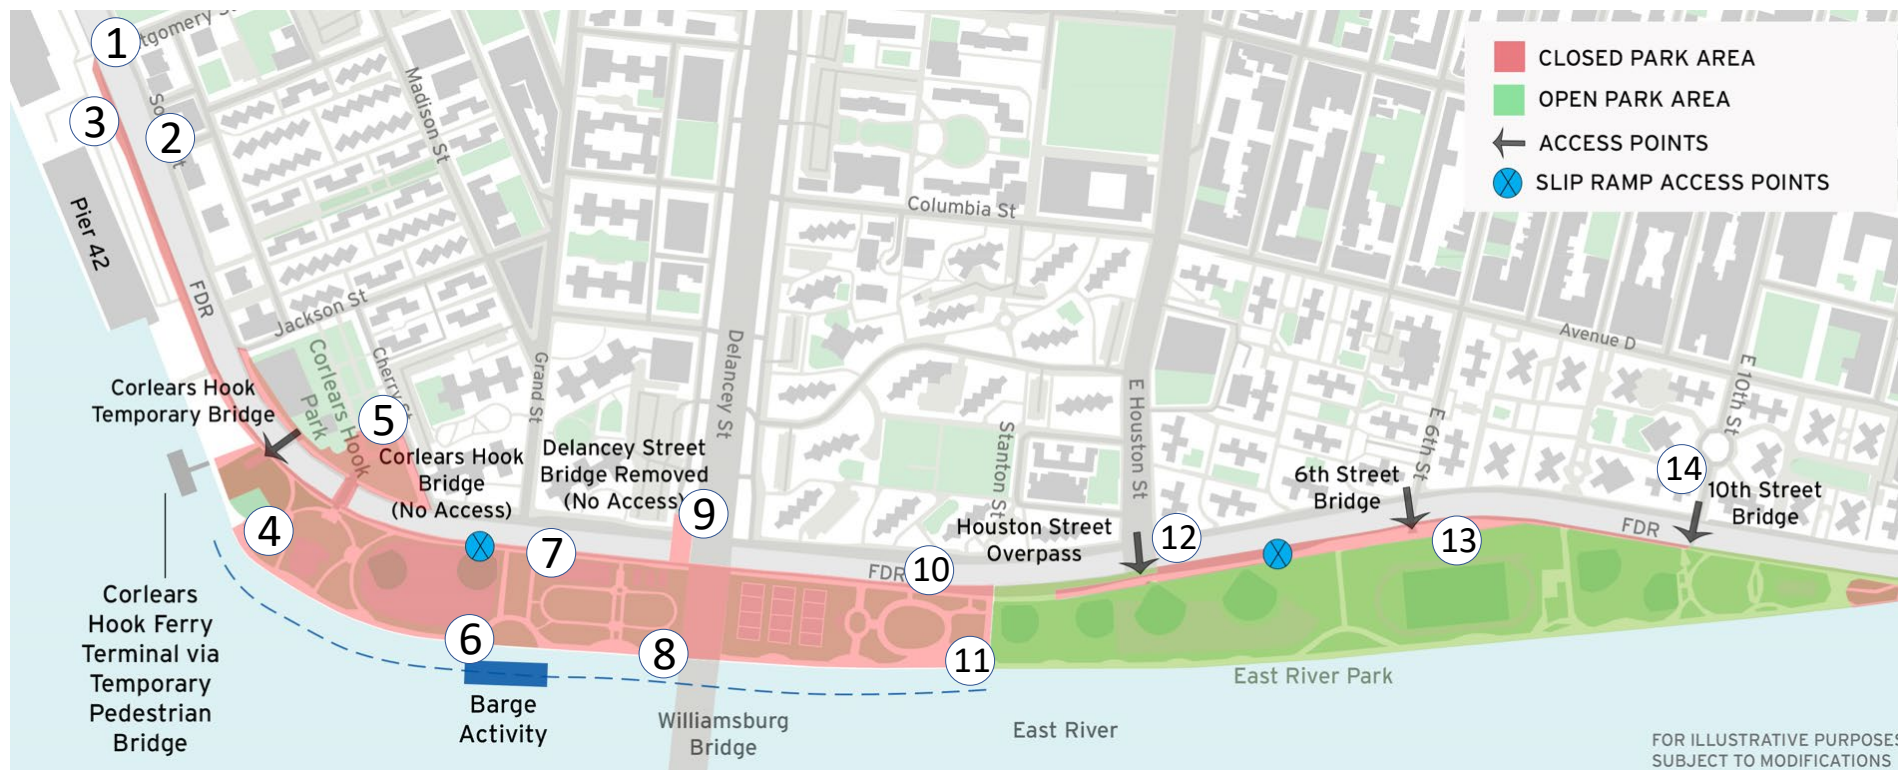 1
tgomery S
CLOSED PARK AREA
OPEN PARK AREA
ACCESS POINTS
SLIP RAMP ACCESS POINTS
3
2
So
t
Madison St
Pier 42
Columbia St
FDR
Jackson St
Corlears Hook
Park
Corlears Hook
Cherry St
Grand St
Delancey St
Avenue D
E 10th St
E Houston St
E 6th St
Stanton St
Corlears Hook
Temporary Bridge
5
Corlears Hook
Bridge
(No Access)
Delancey Street
Bridge Removed
(No Access)
9
Houston Street
Overpass
12
6th Street
Bridge
13
14
10th Street
Bridge
FDR
4
7
FDR
10
6
8
11
Corlears
Hook Ferry
Terminal via
Temporary
Pedestrian
Bridge
Barge
Activity
Williamsburg
Bridge
East River
East River Park
FOR ILLUSTRATIVE PURPOSES
SUBJECT TO MODIFICATIONS